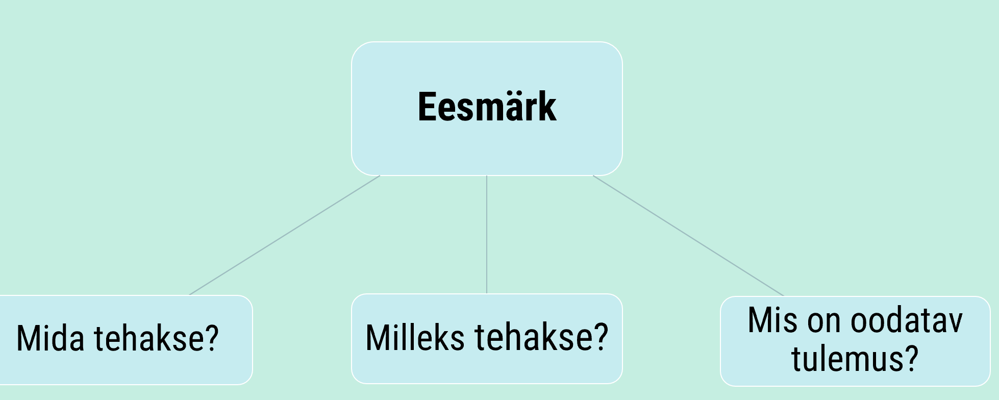 Eesmärk
Mida tehakse?
Milleks tehakse?
Mis on oodatav
tulemus?